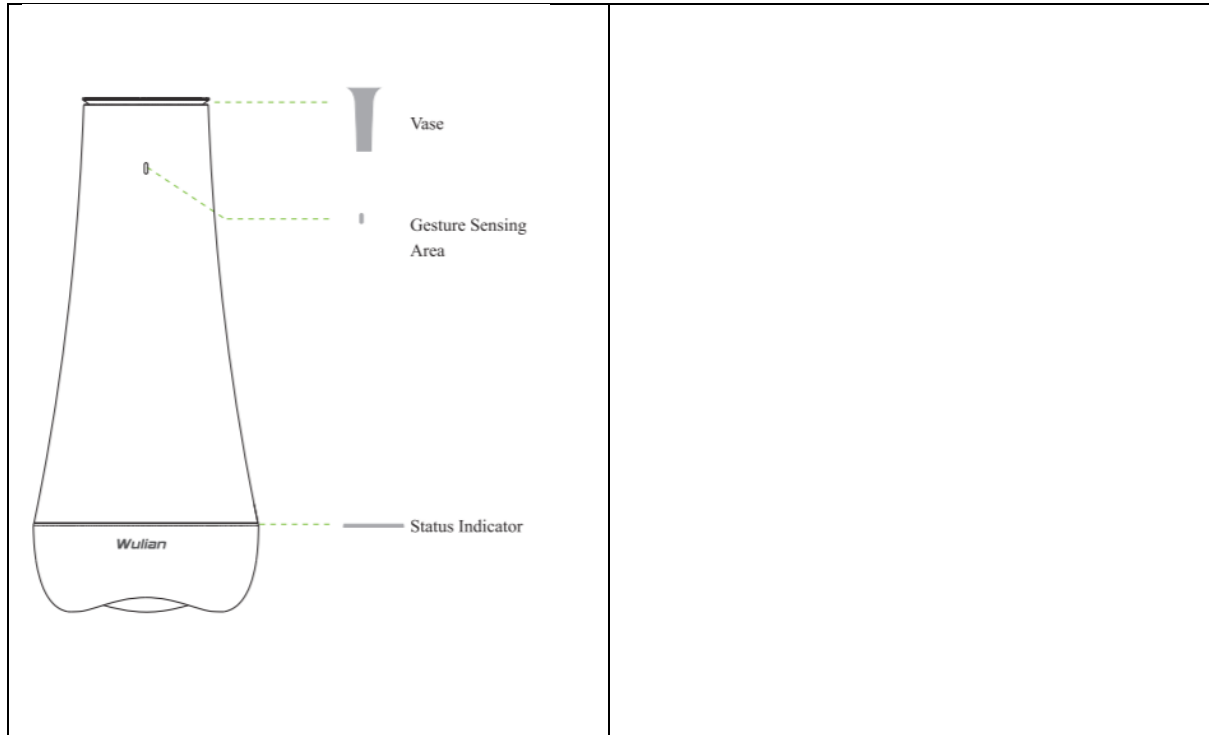 Vase
Gesture Sensing
Area
Status Indicator
Wulian